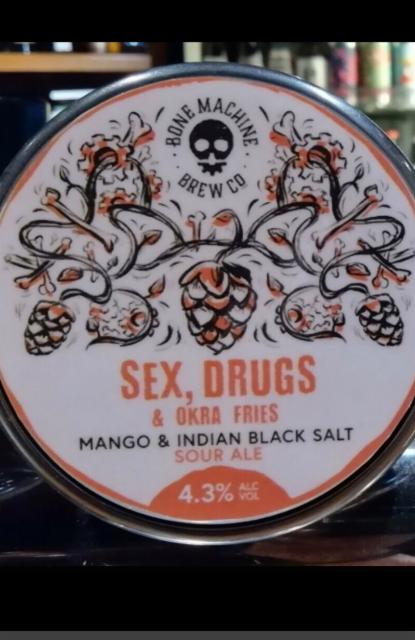 BONE MACHINE
BREW CO
SEX, DRUGS
& OKRA FRIES
MANGO & INDIAN BLACK SALT
SOUR ALE
4.3% ALC
VOL